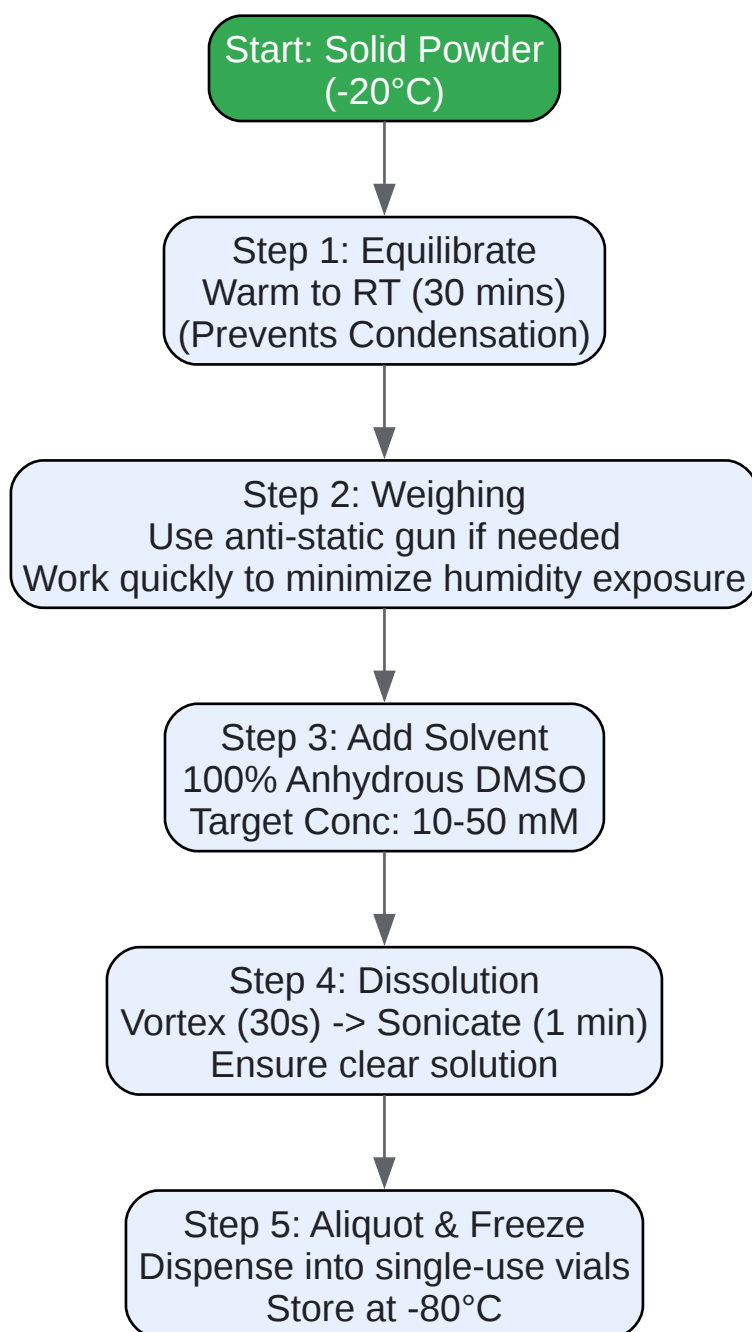 Start: Solid Powder
(-20°C)
Step 1: Equilibrate
Warm to RT (30 mins)
(Prevents Condensation)
Step 2: Weighing
Use anti-static gun if needed
Work quickly to minimize humidity exposure
Step 3: Add Solvent
100% Anhydrous DMSO
Target Conc: 10-50 mM
Step 4: Dissolution
Vortex (30s) -> Sonicate (1 min)
Ensure clear solution
Step 5: Aliquot & Freeze
Dispense into single-use vials
Store at -80°C